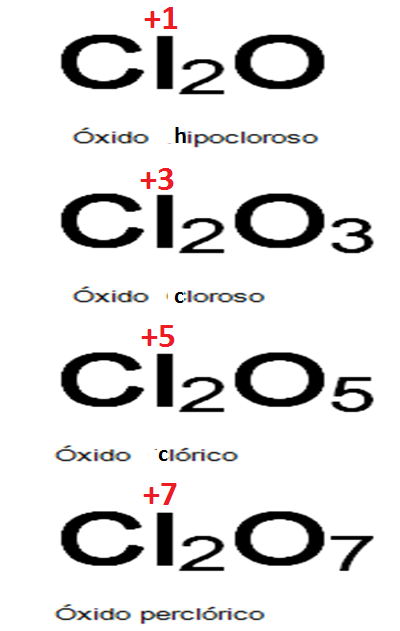 +1
Cl2O
Óxido hipocloroso
+3
Cl2O3
Óxido cloroso
+5
Cl2O5
Óxido clórico
+7
Cl2O7
Óxido perclórico